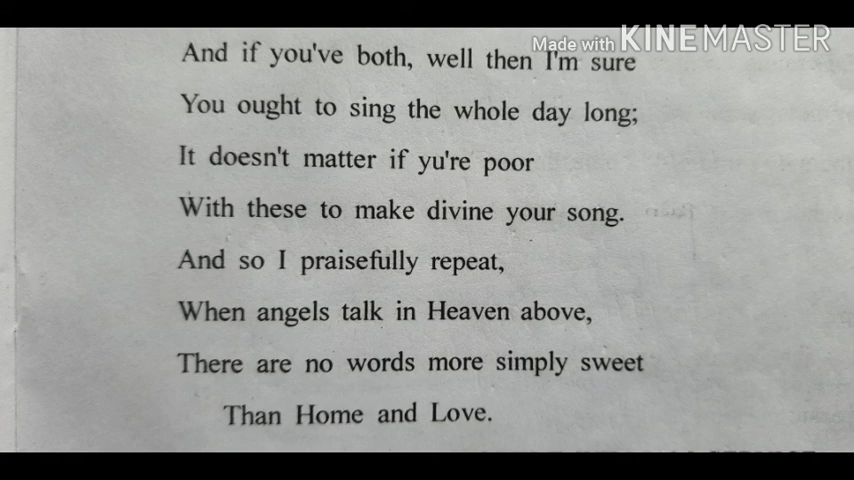 Made with KINEMASTER
And if you've both, well then I'm sure
You ought to sing the whole day long;
It doesn't matter if yu're poor
With these to make divine your song.
And so I praisefully repeat,
When angels talk in Heaven above,
There are no words more simply sweet
Than Home and Love.